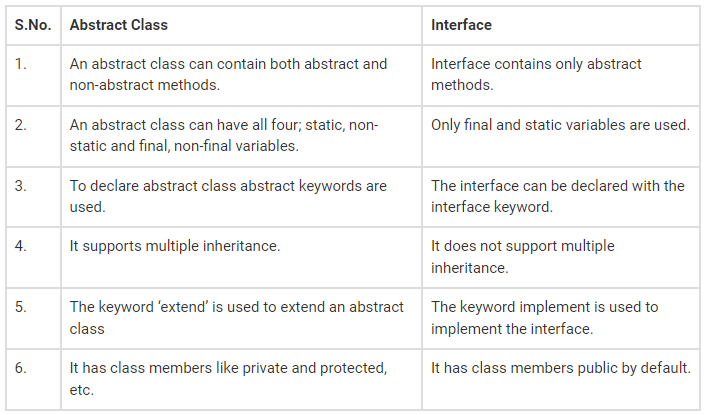 S.No. Abstract Class Interface
1. An abstract class can contain both abstract and Interface contains only abstract
non-abstract methods. methods.
2. An abstract class can have all four; static, non- Only final and static variables are used.
static and final, non-final variables.
3. To declare abstract class abstract keywords are The interface can be declared with the
used. interface keyword.
4. It supports multiple inheritance. It does not support multiple
inheritance.
5. The keyword ‘extend’ is used to extend an abstract The keyword implement is used to
class implement the interface.
6. It has class members like private and protected, It has class members public by default.
etc.